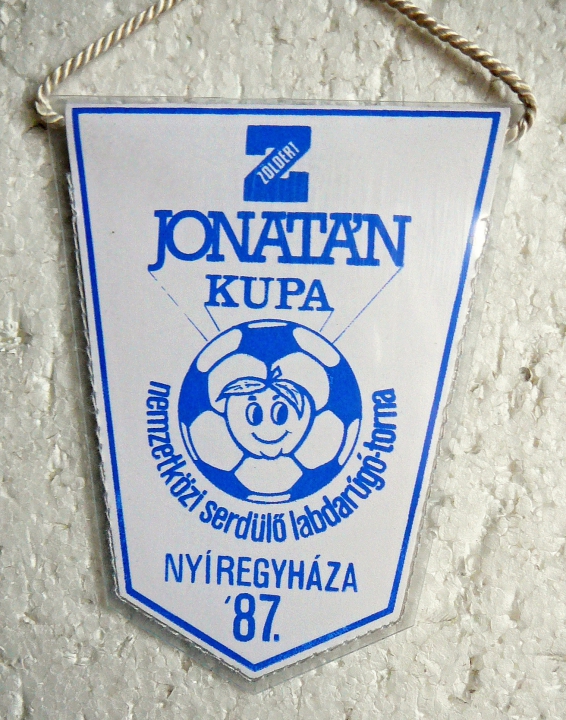 Z
ZÖLDÉRT
JONATÁN
KUPA
nemzetközi serdülő labdarúgó-torna
NYÍREGYHÁZA
'87.